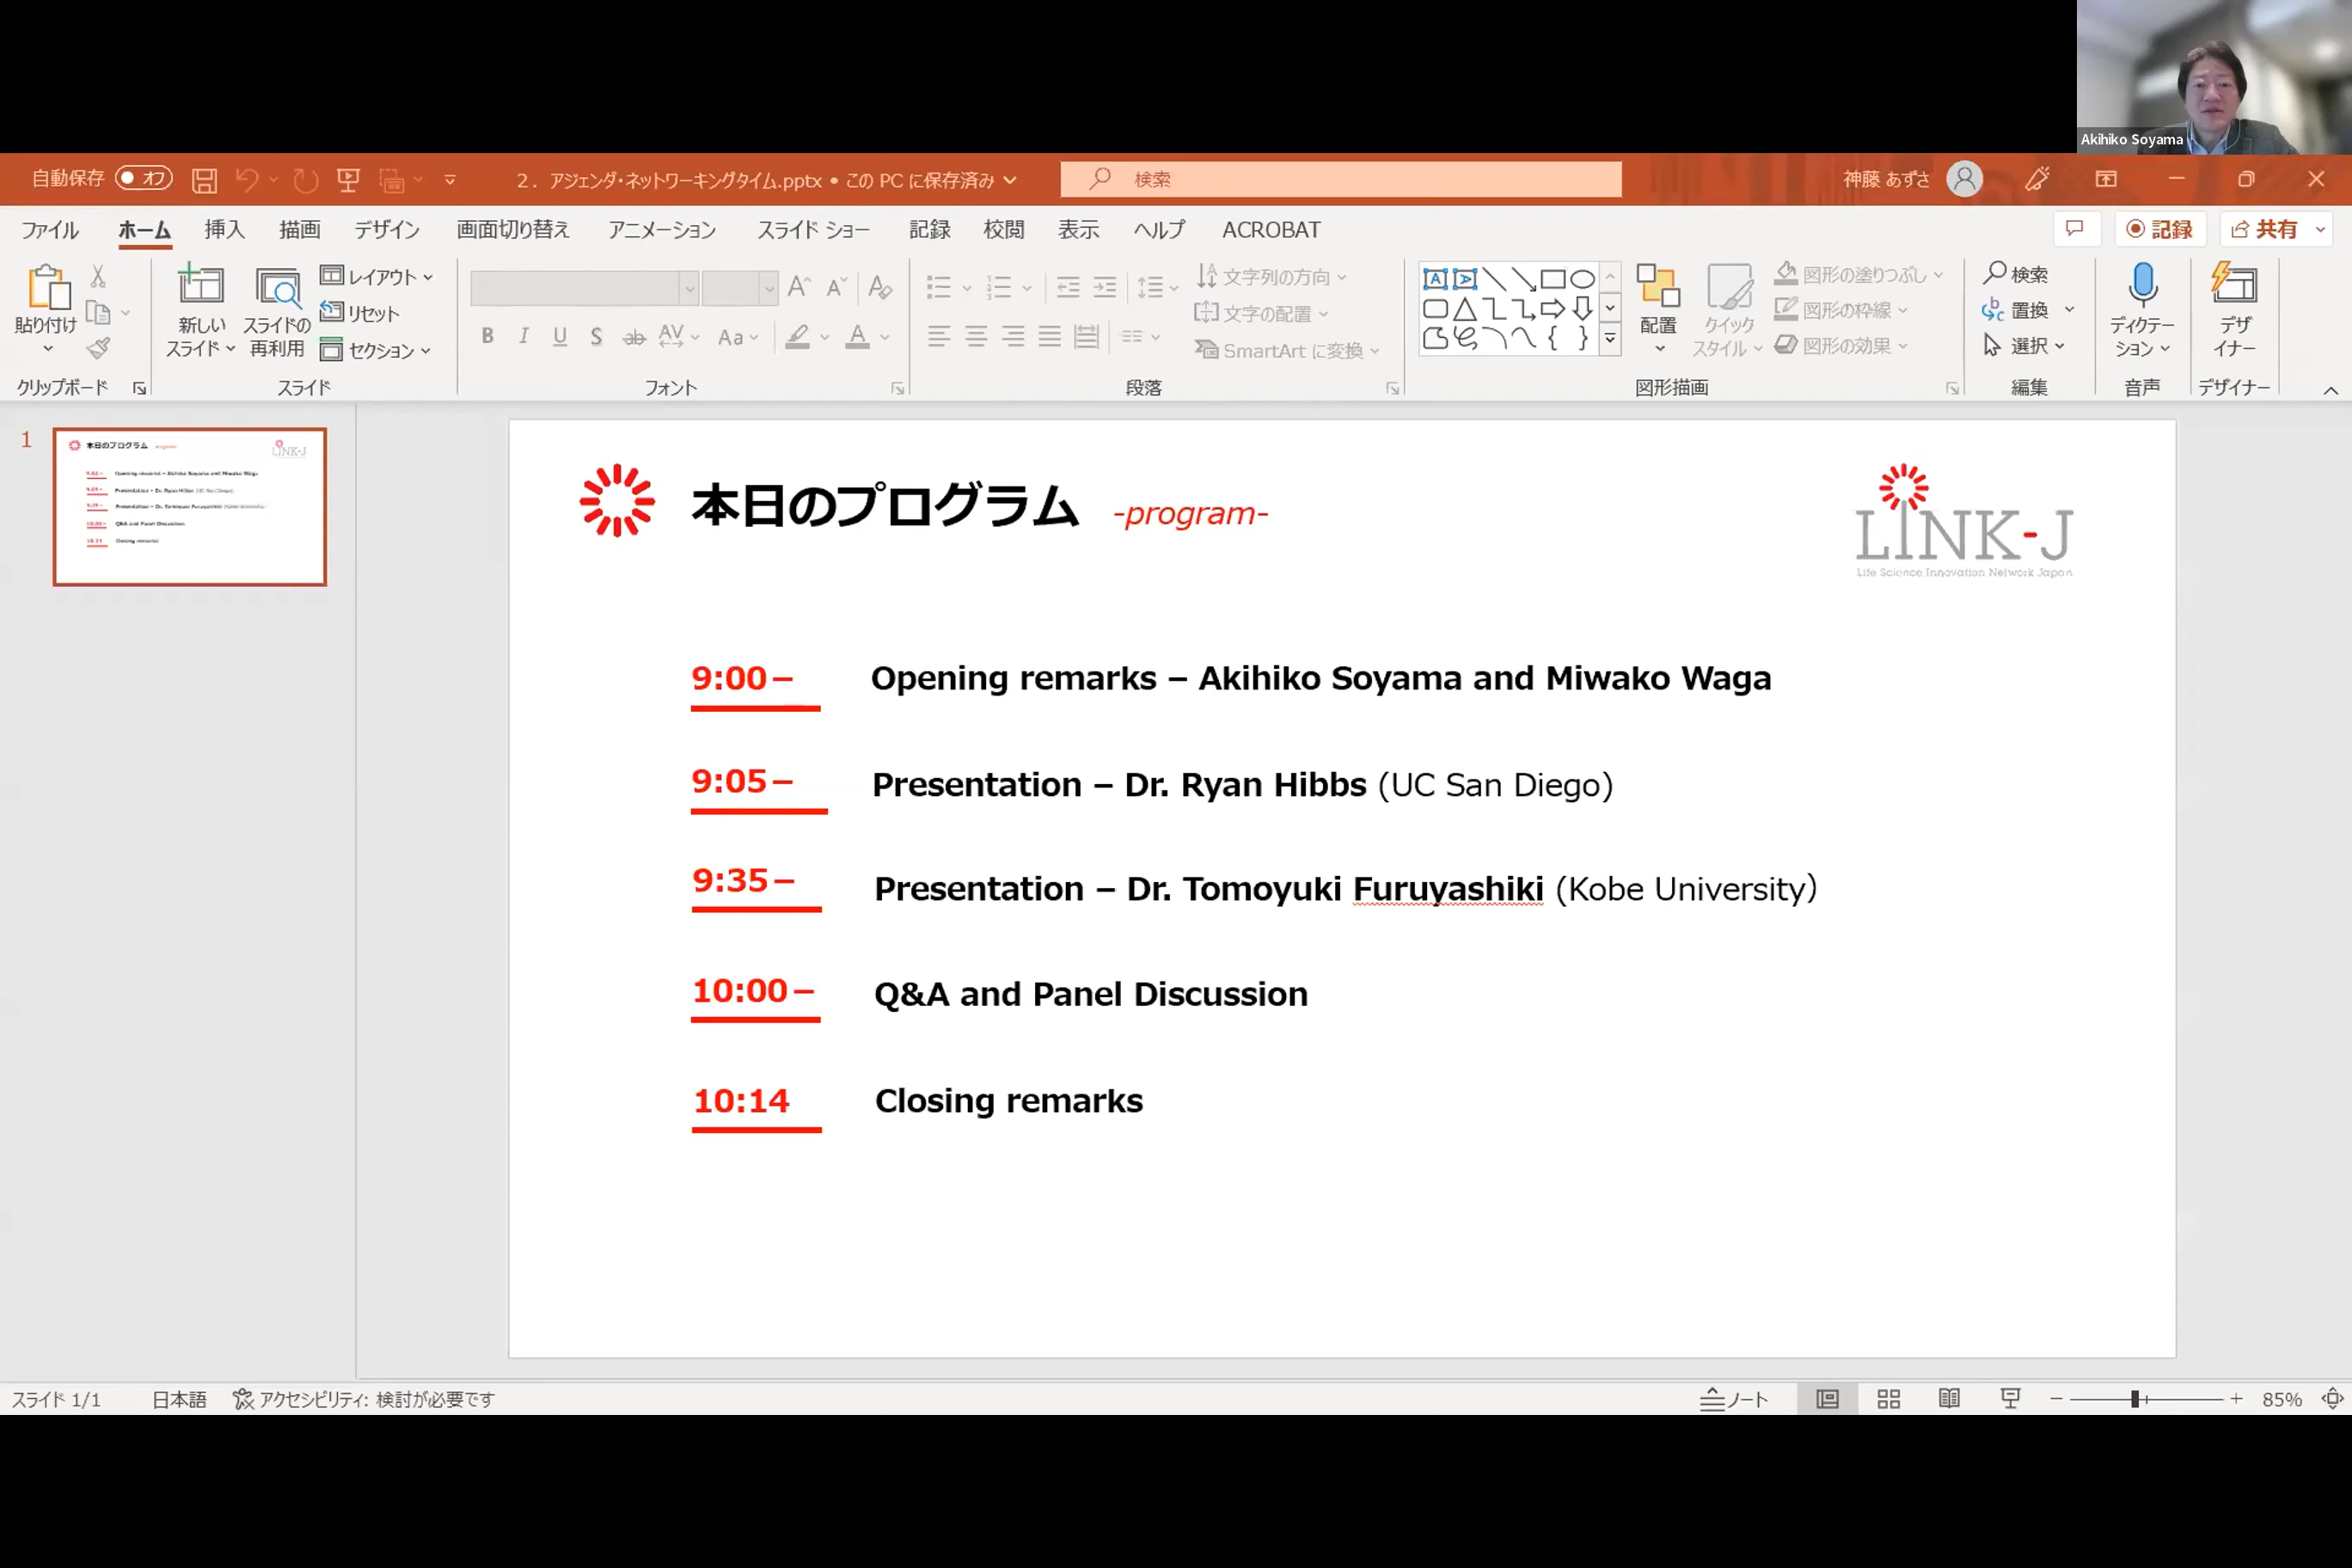 Akihiko Soyama
自動保存 オフ
2．アジェンダ・ネットワーキングタイム.pptx • この PC に保存済み
検索
神藤 あずさ
ファイル ホーム 挿入 描画 デザイン 画面切り替え アニメーション スライド ショー 記録 校閲 表示 ヘルプ ACROBAT
記録 共有
貼り付け
クリップボード
新しい
スライド
スライドの
再利用
レイアウト
リセット
セクション
スライド
B I U S ab AV Aa A
フォント
文字列の方向
文字の配置
SmartArt に変換
段落
配置
クイック
スタイル
図形の塗りつぶし
図形の枠線
図形の効果
図形描画
検索
置換
選択
編集
ディクテー
ション
音声
デザ
イナー
デザイナー
1
本日のプログラム -program-
LINK-J
Life Science Innovation Network Japan
9:00－ Opening remarks – Akihiko Soyama and Miwako Waga
9:05－ Presentation – Dr. Ryan Hibbs (UC San Diego)
9:35－ Presentation – Dr. Tomoyuki Furuyashiki (Kobe University)
10:00－ Q&A and Panel Discussion
10:14 Closing remarks
スライド 1/1 日本語 アクセシビリティ: 検討が必要です
ノート
85%